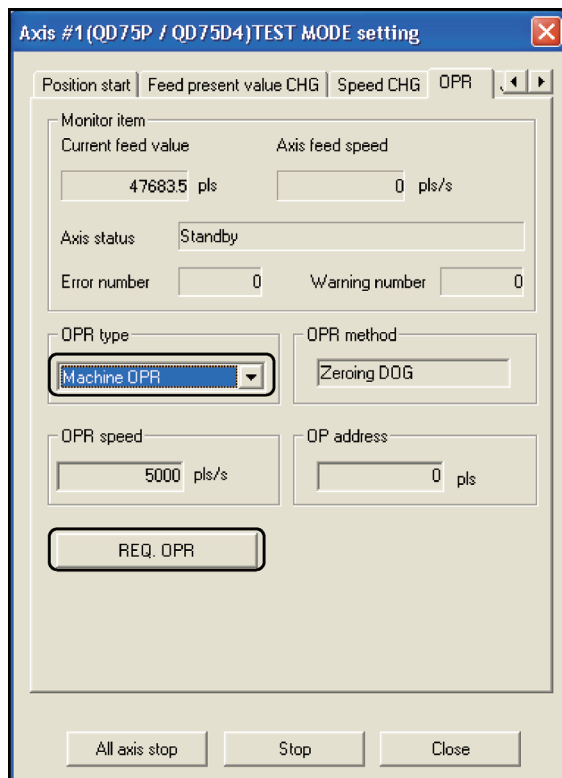 Axis #1(QD75P / QD75D4)TEST MODE setting
Position start Feed present value CHG Speed CHG OPR
Monitor item
Current feed value Axis feed speed
47683.5 pls 0 pls/s
Axis status Standby
Error number 0 Warning number 0
OPR type OPR method
Machine OPR Zeroing DOG
OPR speed OP address
5000 pls/s 0 pls
REQ. OPR
All axis stop Stop Close